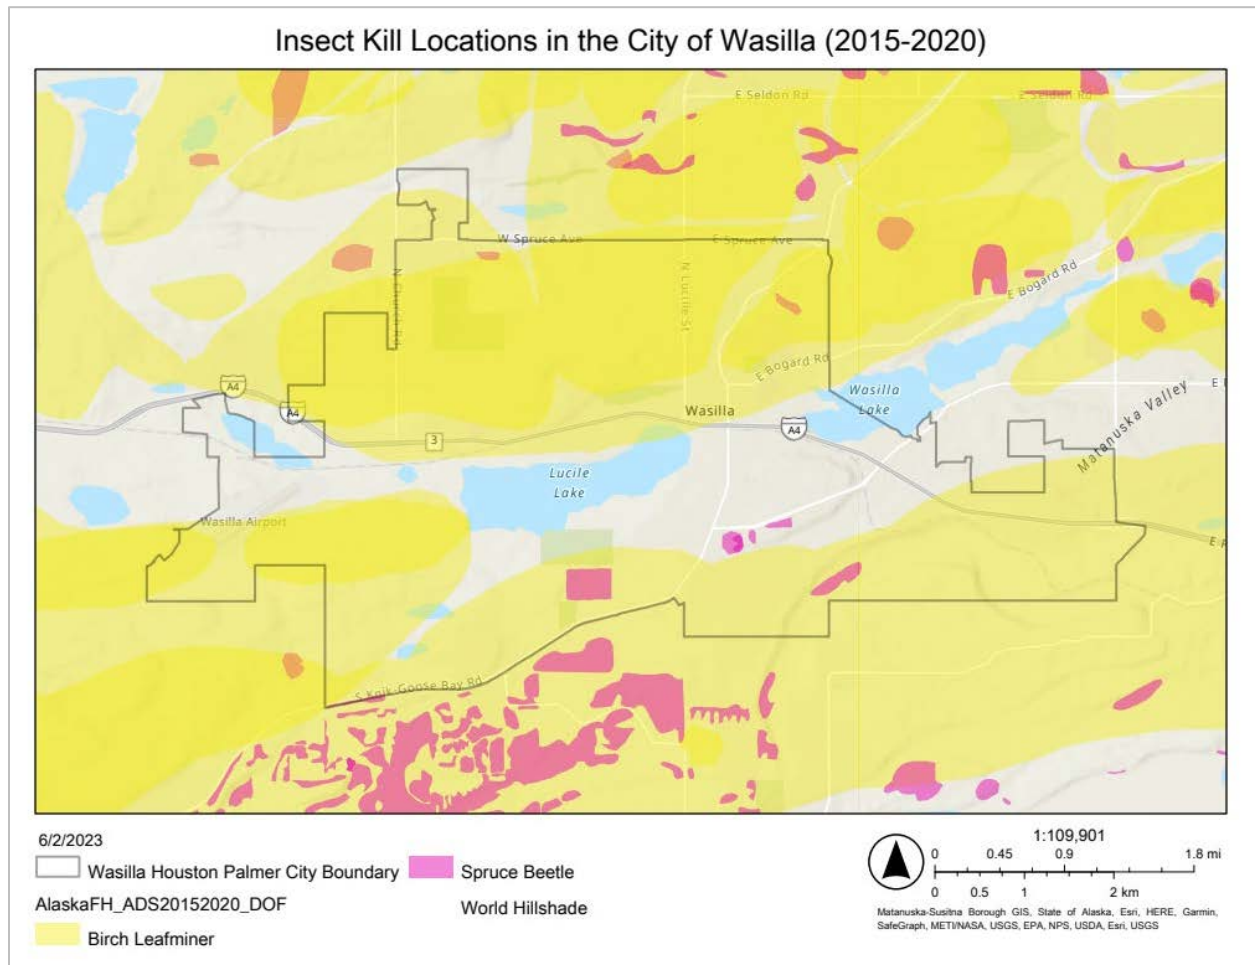 Insect Kill Locations in the City of Wasilla (2015-2020)
E Seldon Rd
E Seldon Rd
W Spruce Ave
E Spruce Ave
N Church Rd
N Lucille St
E Bogard Rd
E Bogard Rd
A4
A4
3
Wasilla
A4
Wasilla
Lake
Matanuska Valley
Lucile
Lake
Wasilla Airport
S Knik-Goose Bay Rd
6/2/2023
Wasilla Houston Palmer City Boundary
AlaskaFH_ADS20152020_DOF
Birch Leafminer
Spruce Beetle
World Hillshade
1:109,901
0 0.45 0.9 1.8 mi
0 0.5 1 2 km
Matanuska-Susitna Borough GIS, State of Alaska, Esri, HERE, Garmin,
SafeGraph, METI/NASA, USGS, EPA, NPS, USDA, Esri, USGS